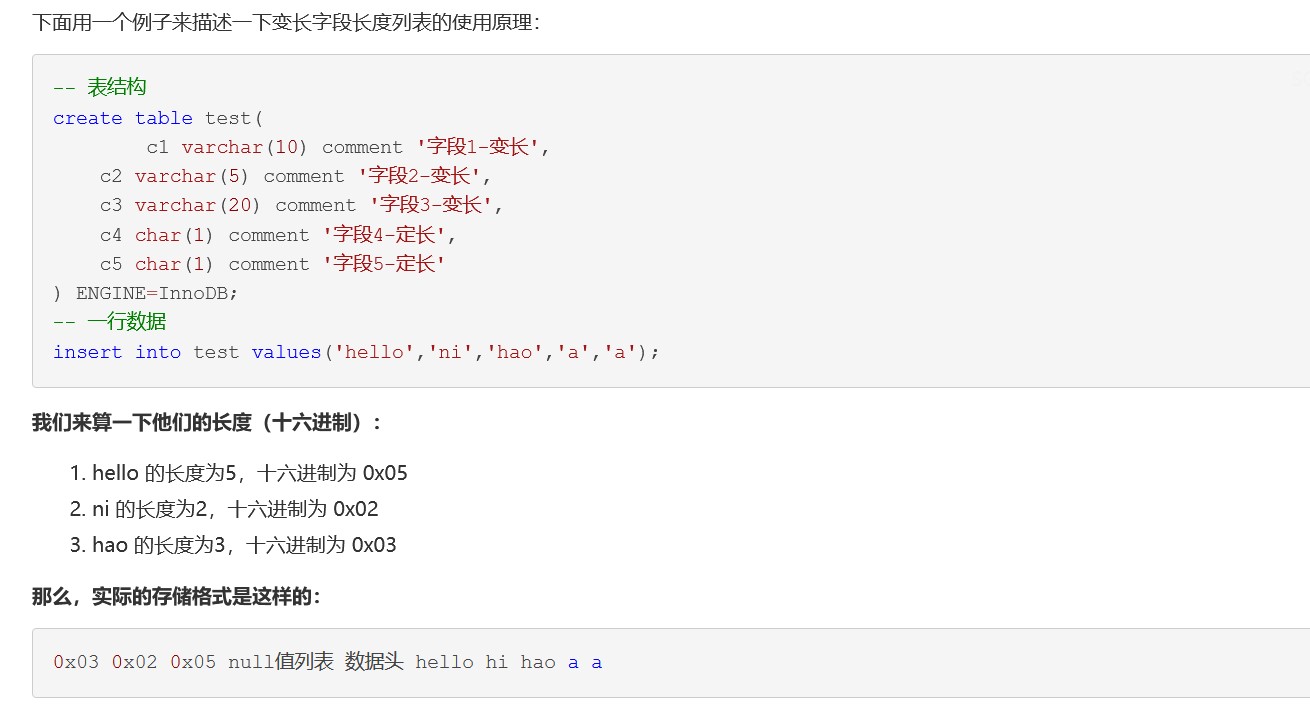 下面用一个例子来描述一下变长字段长度列表的使用原理：
-- 表结构
create table test(
        c1 varchar(10) comment '字段1-变长',
    c2 varchar(5) comment '字段2-变长',
    c3 varchar(20) comment '字段3-变长',
    c4 char(1) comment '字段4-定长',
    c5 char(1) comment '字段5-定长'
) ENGINE=InnoDB;
-- 一行数据
insert into test values('hello','ni','hao','a','a');
我们来算一下他们的长度（十六进制）：
1. hello 的长度为5，十六进制为 0x05
2. ni 的长度为2，十六进制为 0x02
3. hao 的长度为3，十六进制为 0x03
那么，实际的存储格式是这样的：
0x03 0x02 0x05 null值列表 数据头 hello hi hao a a